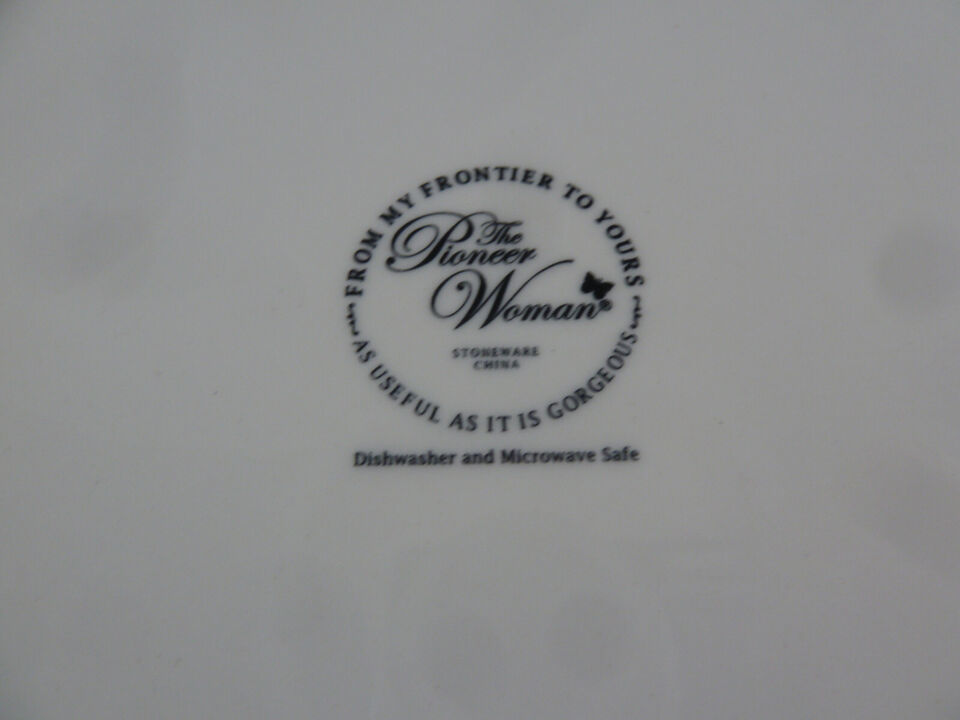 FROM MY FRONTIER TO YOURS
The
Pioneer
Woman®
STONEWARE
CHINA
AS USEFUL AS IT IS GORGEOUS
Dishwasher and Microwave Safe